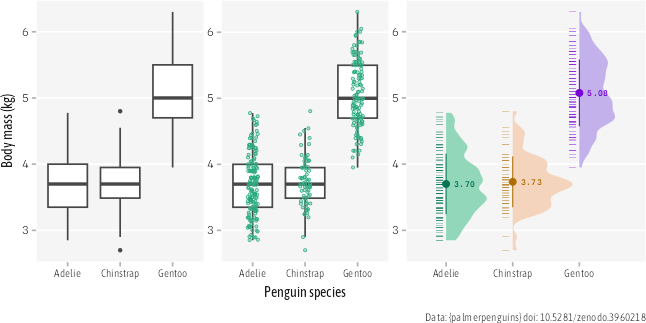 Body mass (kg)
6
5
4
3
Adelie Chinstrap Gentoo
6
5
4
3
Adelie Chinstrap Gentoo
6
5
4
3
3.70 3.73 5.08
Adelie Chinstrap Gentoo
Penguin species
Data: {palmerpenguins} doi: 10.5281/zenodo.3960218